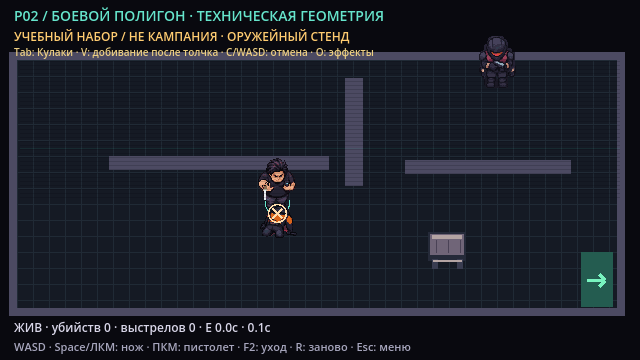 P02 / БОЕВОЙ ПОЛИГОН · ТЕХНИЧЕСКАЯ ГЕОМЕТРИЯ
УЧЕБНЫЙ НАБОР / НЕ КАМПАНИЯ · ОРУЖЕЙНЫЙ СТЕНД
Tab: Кулаки · V: добивание после толчка · C/WASD: отмена · O: эффекты
ЖИВ · убийств 0 · выстрелов 0 · E 0.0с · 0.1с
WASD · Space/ЛКМ: нож · ПКМ: пистолет · F2: уход · R: заново · Esc: меню